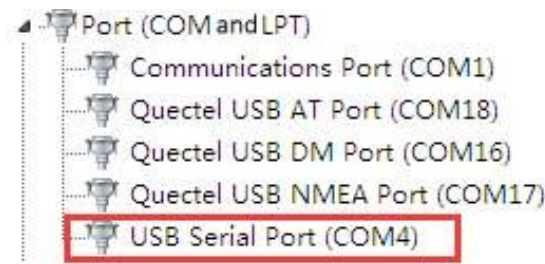 Port (COM and LPT)
Communications Port (COM1)
Quectel USB AT Port (COM18)
Quectel USB DM Port (COM16)
Quectel USB NMEA Port (COM17)
USB Serial Port (COM4)